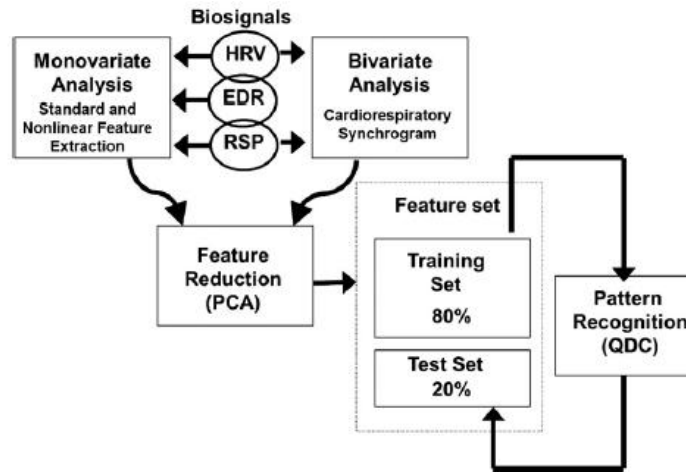 Biosignals
Monovariate
Analysis
Standard and
Nonlinear Feature
Extraction
HRV
EDR
RSP
Bivariate
Analysis
Cardiorespiratory
Synchrogram
Feature
Reduction
(PCA)
Feature set
Training
Set
80%
Test Set
20%
Pattern
Recognition
(QDC)